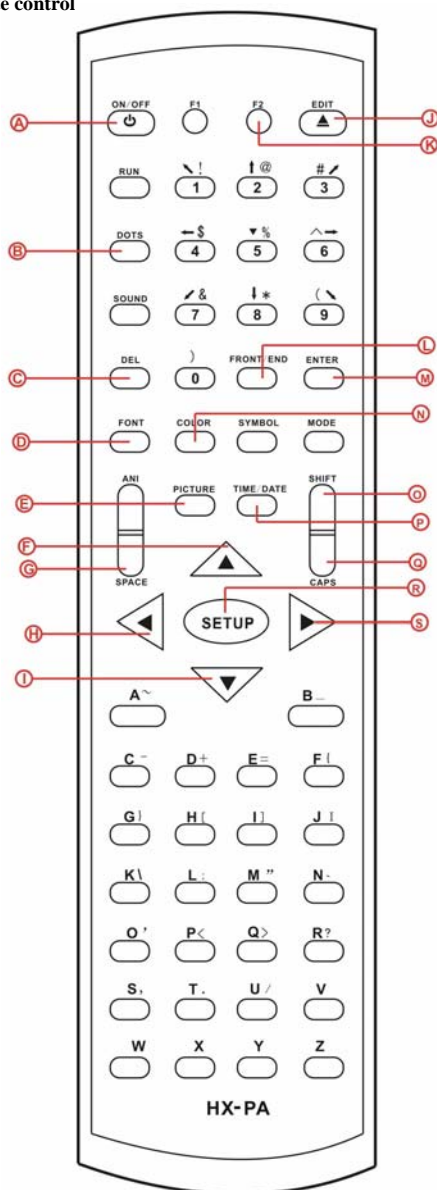 e control
ON/OFF F1 F2 EDIT
A J
K
RUN ! @ #
1 2 3
DOTS $ % ^
B 4 5 6
SOUND & * (
7 8 9
L
DEL ) FRONT/END ENTER
C 0 M
N
FONT COLOR SYMBOL MODE
D
ANI PICTURE TIME/DATE SHIFT
E O
P
F
G Q
SPACE CAPS
R
H SETUP S
I
A~ B_
C- D+ E= F{
G} H[ I] J
K\ L: M" N
O' P< Q> R?
S, T. U/ V
W X Y Z
HX-PA